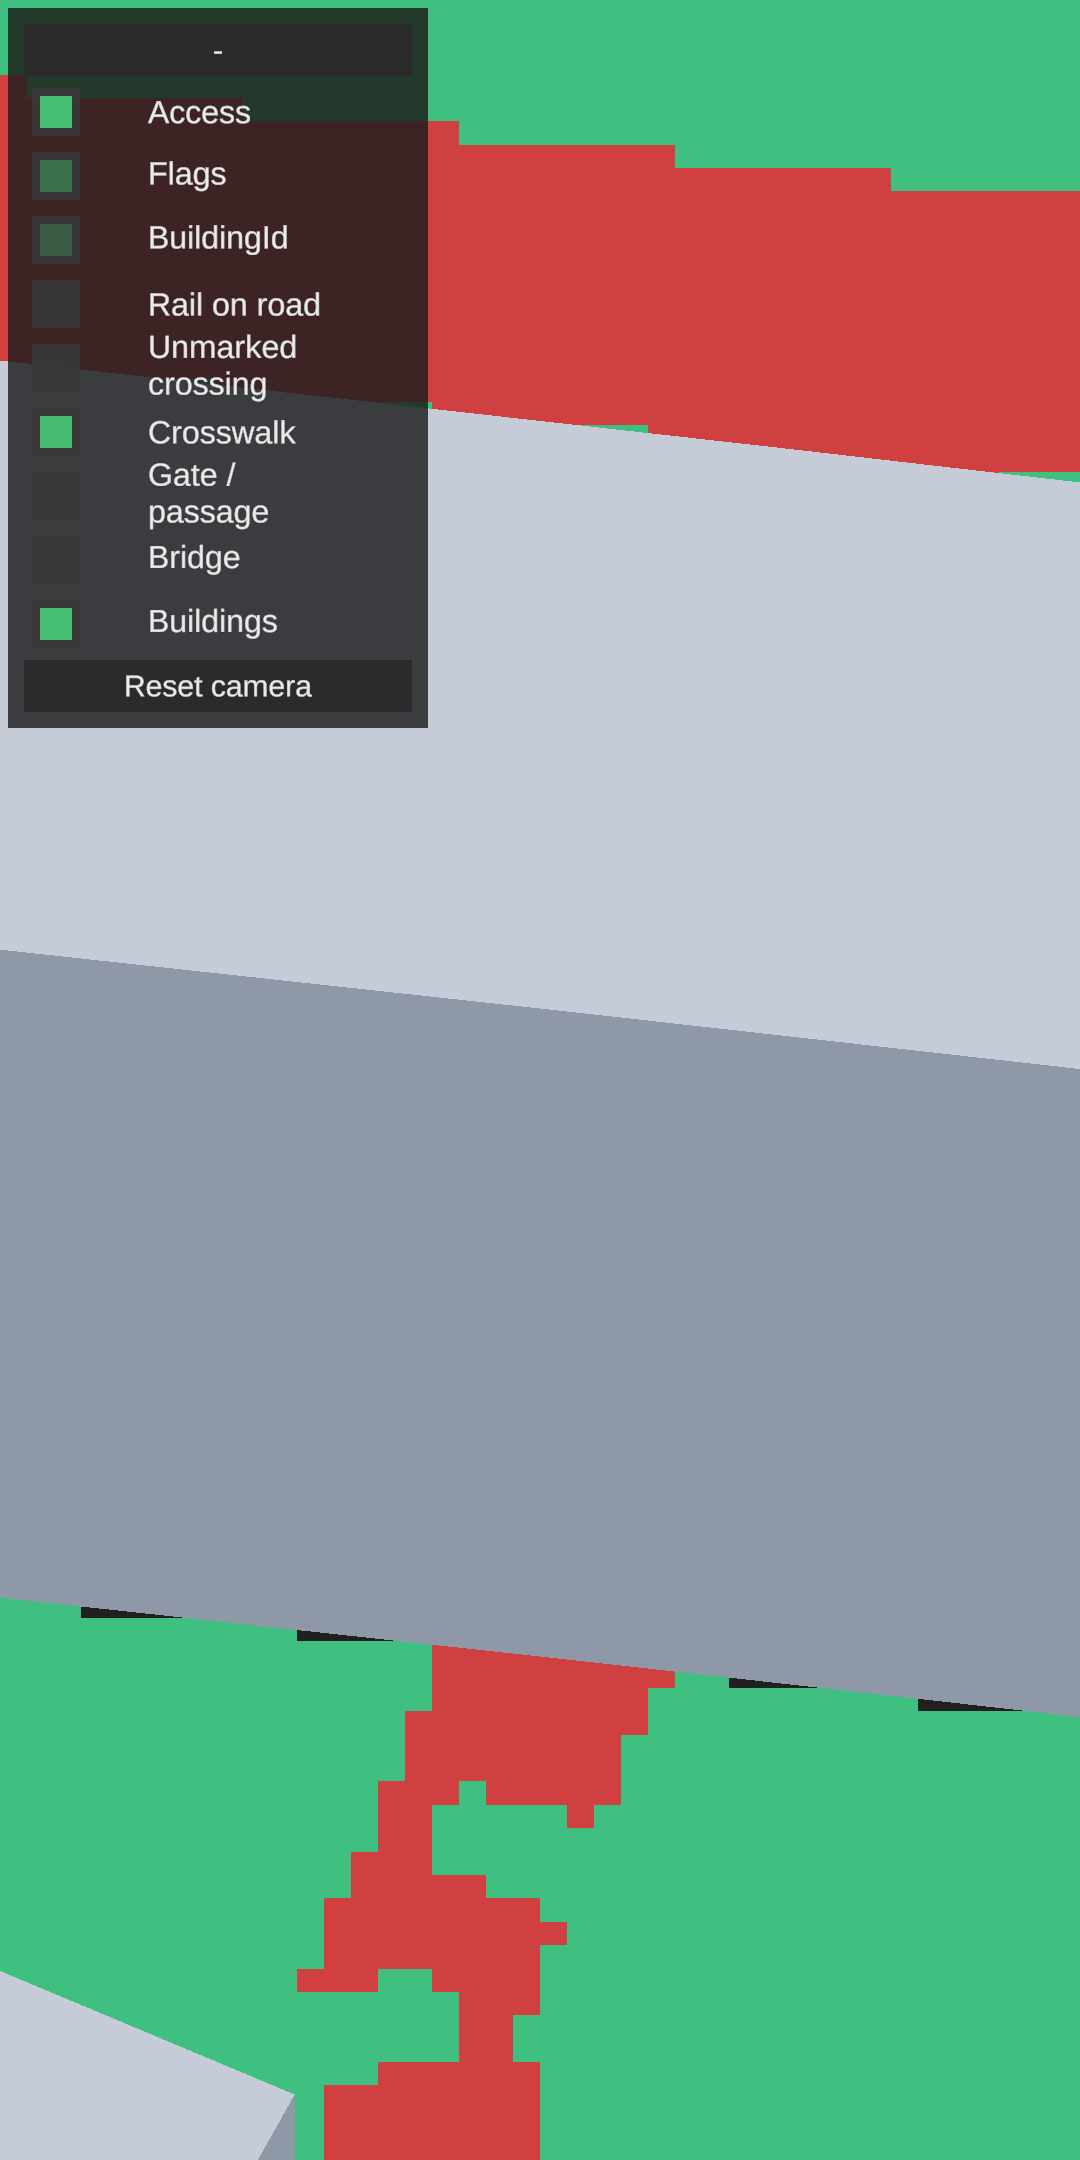 -
Access
Flags
BuildingId
Rail on road
Unmarked
crossing
Crosswalk
Gate /
passage
Bridge
Buildings
Reset camera